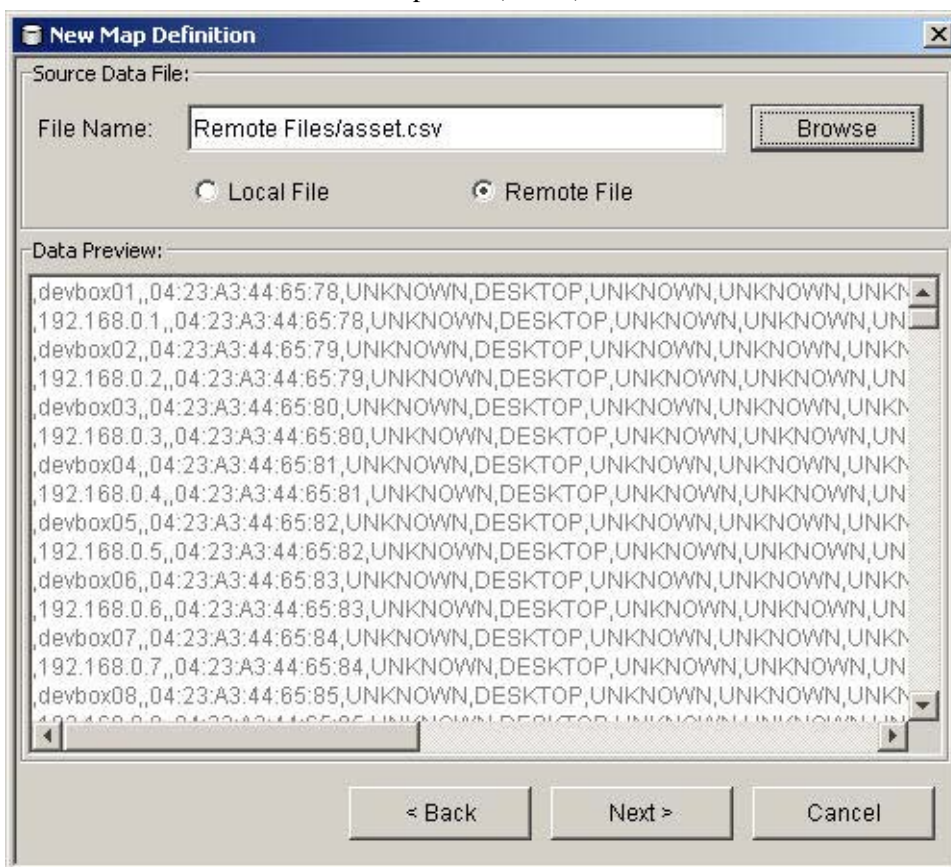 New Map Definition
Source Data File:
File Name: Remote Files/asset.csv Browse
Local File Remote File
Data Preview:
,devbox01,,04:23:A3:44:65:78,UNKNOWN,DESKTOP,UNKNOWN,UNKNOWN,UNKN
,192.168.0.1,,04:23:A3:44:65:78,UNKNOWN,DESKTOP,UNKNOWN,UNKNOWN,UN
,devbox02,,04:23:A3:44:65:79,UNKNOWN,DESKTOP,UNKNOWN,UNKNOWN,UNKN
,192.168.0.2,,04:23:A3:44:65:79,UNKNOWN,DESKTOP,UNKNOWN,UNKNOWN,UN
,devbox03,,04:23:A3:44:65:80,UNKNOWN,DESKTOP,UNKNOWN,UNKNOWN,UNKN
,192.168.0.3,,04:23:A3:44:65:80,UNKNOWN,DESKTOP,UNKNOWN,UNKNOWN,UN
,devbox04,,04:23:A3:44:65:81,UNKNOWN,DESKTOP,UNKNOWN,UNKNOWN,UNKN
,192.168.0.4,,04:23:A3:44:65:81,UNKNOWN,DESKTOP,UNKNOWN,UNKNOWN,UN
,devbox05,,04:23:A3:44:65:82,UNKNOWN,DESKTOP,UNKNOWN,UNKNOWN,UNKN
,192.168.0.5,,04:23:A3:44:65:82,UNKNOWN,DESKTOP,UNKNOWN,UNKNOWN,UN
,devbox06,,04:23:A3:44:65:83,UNKNOWN,DESKTOP,UNKNOWN,UNKNOWN,UNKN
,192.168.0.6,,04:23:A3:44:65:83,UNKNOWN,DESKTOP,UNKNOWN,UNKNOWN,UN
,devbox07,,04:23:A3:44:65:84,UNKNOWN,DESKTOP,UNKNOWN,UNKNOWN,UNKN
,192.168.0.7,,04:23:A3:44:65:84,UNKNOWN,DESKTOP,UNKNOWN,UNKNOWN,UN
,devbox08,,04:23:A3:44:65:85,UNKNOWN,DESKTOP,UNKNOWN,UNKNOWN,UNKN
< Back Next > Cancel